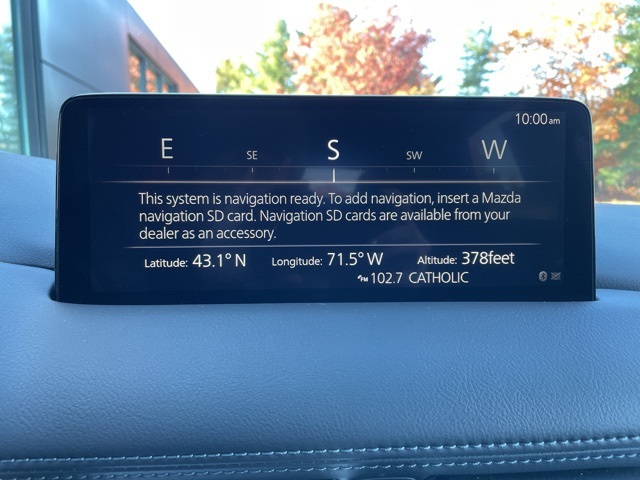 10:00am
E SE S SW W
This system is navigation ready. To add navigation, insert a Mazda
navigation SD card. Navigation SD cards are available from your
dealer as an accessory.
Latitude: 43.1° N Longitude: 71.5° W Altitude: 378feet
FM 102.7 CATHOLIC